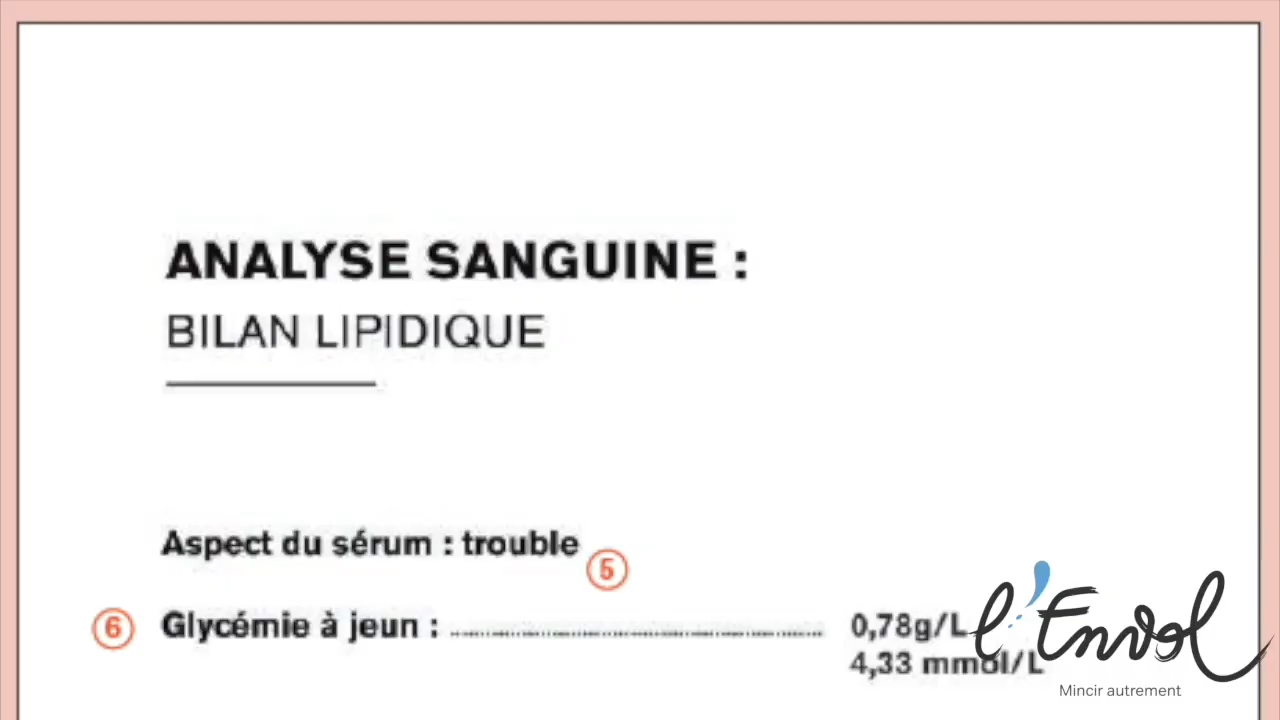 ANALYSE SANGUINE :
BILAN LIPIDIQUE
Aspect du sérum : trouble
5
6 Glycémie à jeun : 0,78g/L
4,33 mmol/L
l'Envol
Mincir autrement